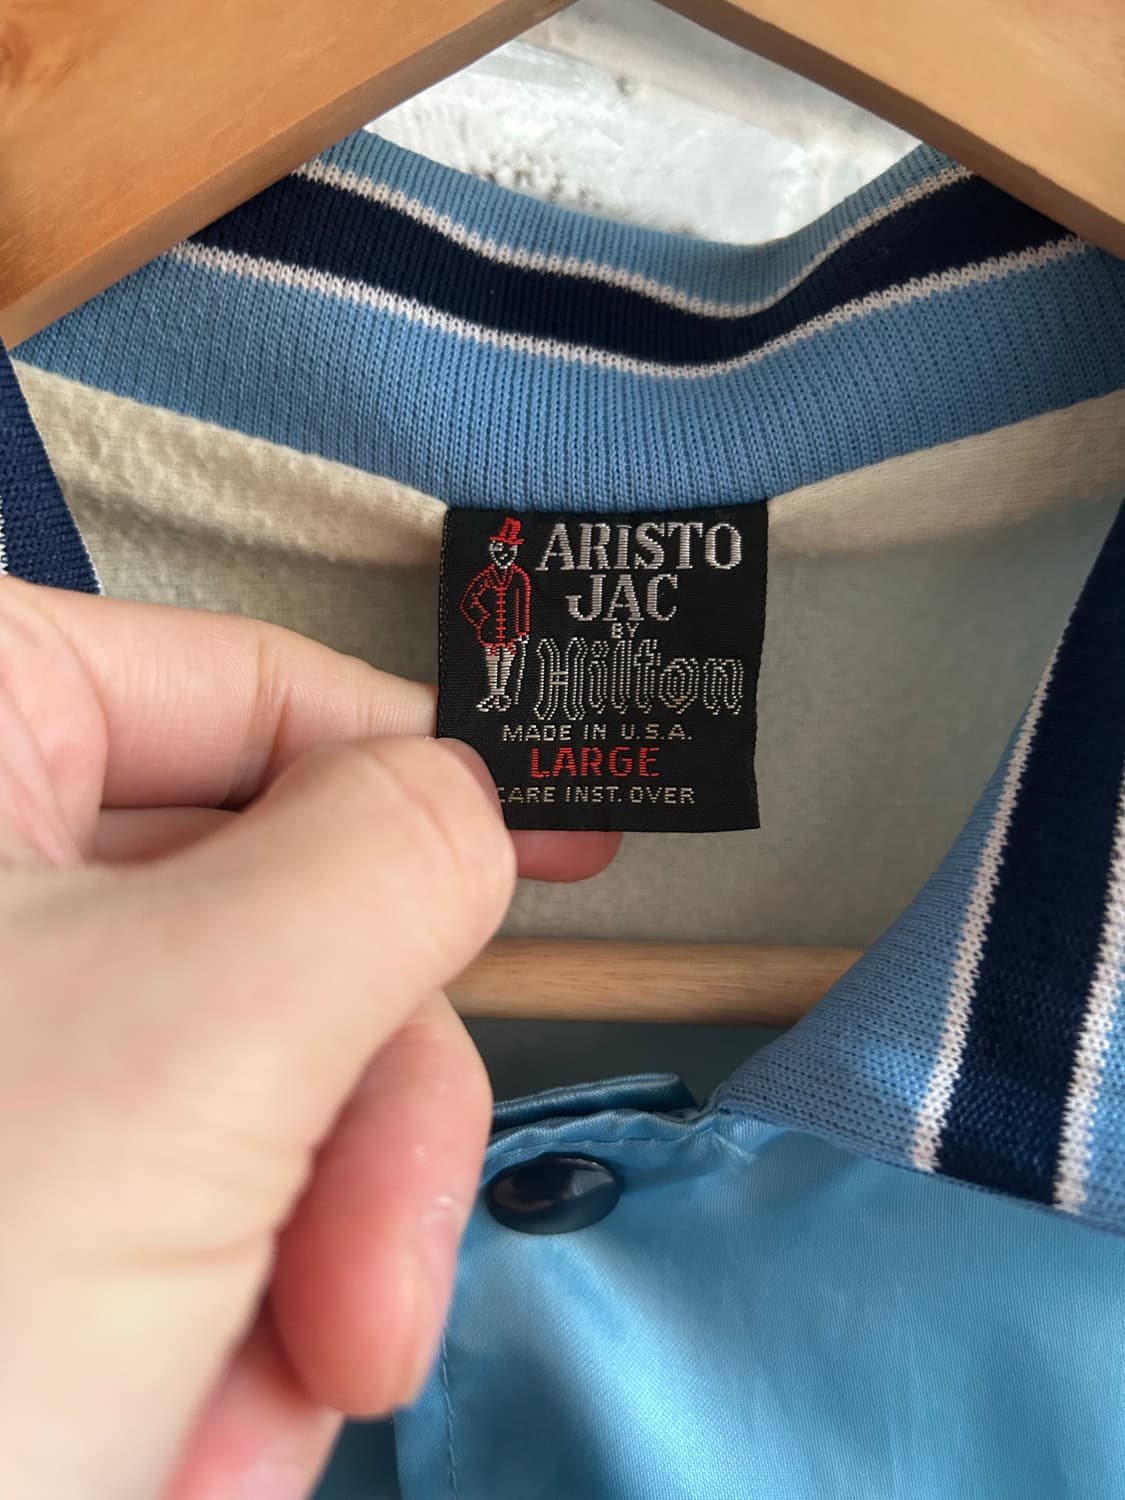 ARISTO
JAC
BY
Hilton
MADE IN U.S.A.
LARGE
CARE INST. OVER